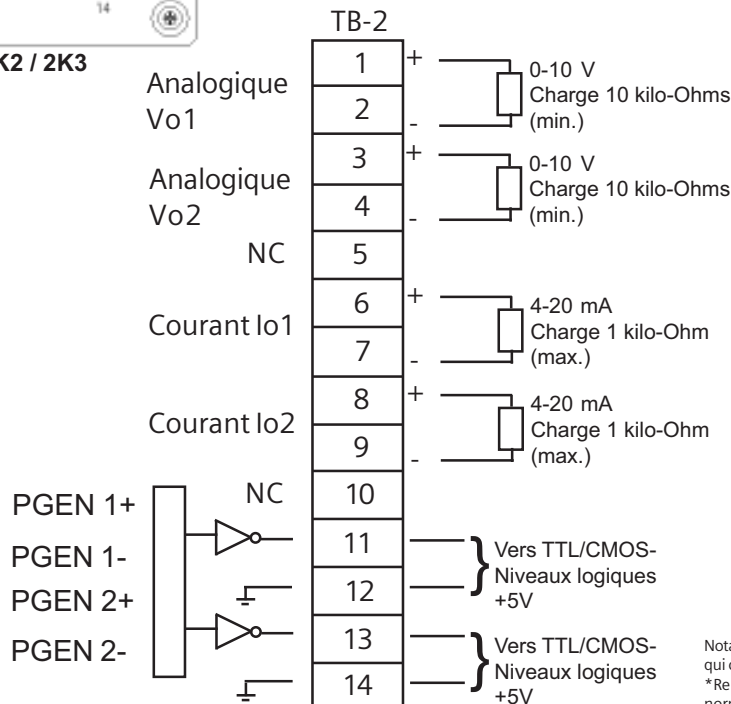 14
K2 / 2K3
TB-2
Analogique
Vo1
1
+
2
-
0-10 V
Charge 10 kilo-Ohms
(min.)
Analogique
Vo2
3
+
4
-
0-10 V
Charge 10 kilo-Ohms
(min.)
NC
5
Courant Io1
6
+
7
-
4-20 mA
Charge 1 kilo-Ohm
(max.)
Courant Io2
8
+
9
-
4-20 mA
Charge 1 kilo-Ohm
(max.)
NC
10
PGEN 1+
PGEN 1-
PGEN 2+
PGEN 2-
11
12
Vers TTL/CMOS-
Niveaux logiques
+5V
13
14
Vers TTL/CMOS-
Niveaux logiques
+5V
Nota
qui
*Re